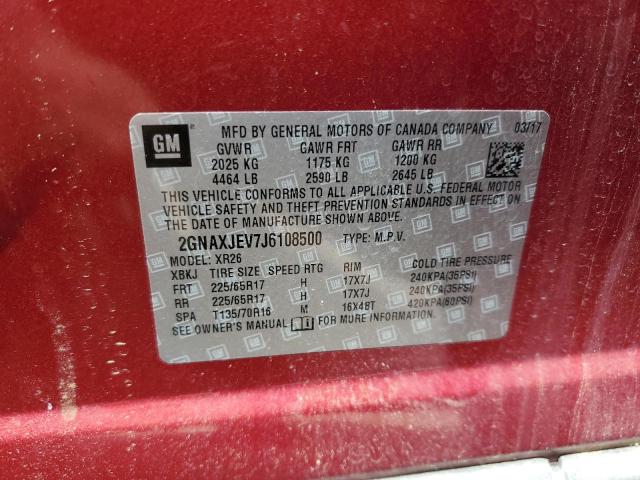 GM
MFD BY GENERAL MOTORS OF CANADA COMPANY 03/17
GVWR GAWR FRT GAWR RR
2025 KG 1175 KG 1200 KG
4464 LB 2590 LB 2645 LB
THIS VEHICLE CONFORMS TO ALL APPLICABLE U.S. FEDERAL MOTOR
VEHICLE SAFETY AND THEFT PREVENTION STANDARDS IN EFFECT ON
THE DATE OF MANUFACTURE SHOWN ABOVE.
2GNAXJEV7J6108500 TYPE: M.P.V.
MODEL: XR26
XBKJ TIRE SIZE SPEED RTG RIM COLD TIRE PRESSURE
FRT 225/65R17 H 17X7J 240KPA(35PSI)
RR 225/65R17 H 17X7J 240KPA(35PSI)
SPA T135/70R16 M 16X4BT 420KPA(60PSI)
SEE OWNER'S MANUAL FOR MORE INFORMATION.